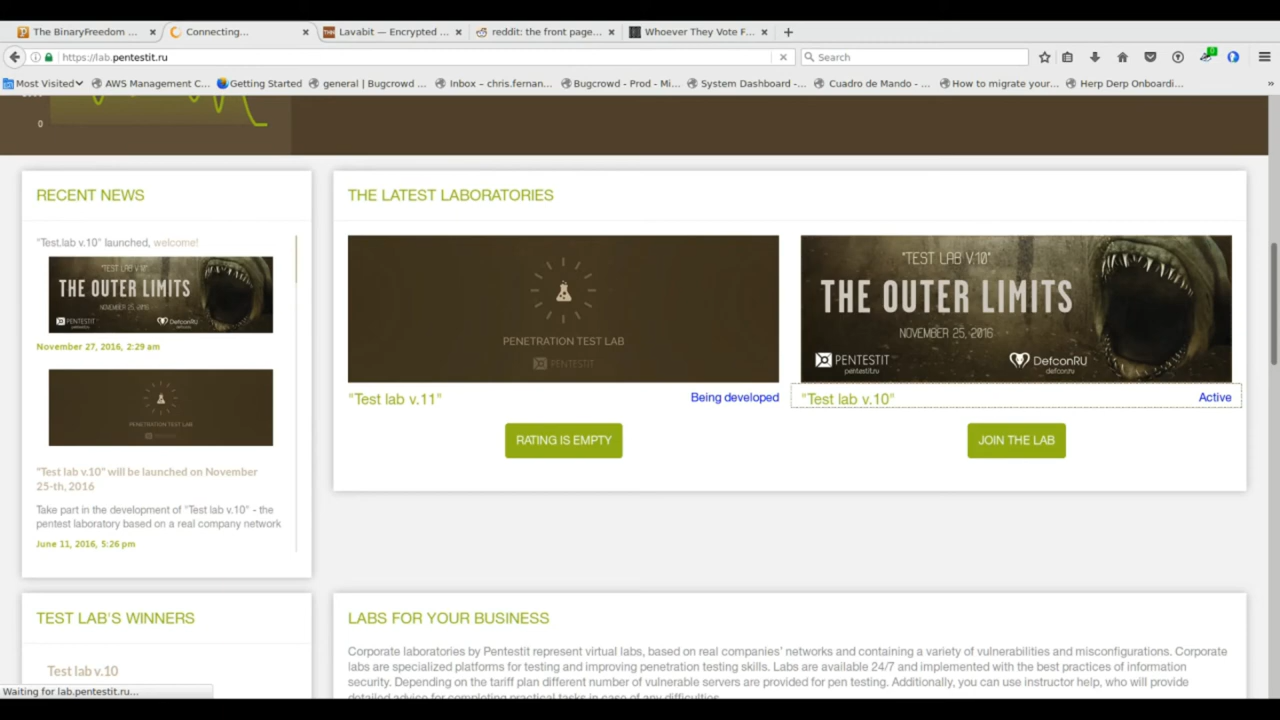 The BinaryFreedom ...
Connecting...
Lavabit — Encrypted ...
reddit: the front page...
Whoever They Vote F...
https://lab.pentestit.ru
Search
Most Visited
AWS Management C...
Getting Started
general | Bugcrowd ...
Inbox – chris.fernan...
Bugcrowd - Prod - Mi...
System Dashboard -...
Cuadro de Mando - ...
How to migrate your...
Herp Derp Onboardi...
0
RECENT NEWS
"Test.lab v.10" launched, welcome!
"TEST LAB V.10"
THE OUTER LIMITS
NOVEMBER 25, 2016
PENTESTIT
pentestit.ru
DefconRU
defcon.ru
November 27, 2016, 2:29 am
PENETRATION TEST LAB
PENTESTIT
"Test lab v.10" will be launched on November
25-th, 2016
Take part in the development of "Test lab v.10" - the
pentest laboratory based on a real company network
June 11, 2016, 5:26 pm
THE LATEST LABORATORIES
PENETRATION TEST LAB
PENTESTIT
"Test lab v.11"
Being developed
RATING IS EMPTY
"TEST LAB V.10"
THE OUTER LIMITS
NOVEMBER 25, 2016
PENTESTIT
pentestit.ru
DefconRU
defcon.ru
"Test lab v.10"
Active
JOIN THE LAB
TEST LAB'S WINNERS
Test lab v.10
LABS FOR YOUR BUSINESS
Corporate laboratories by Pentestit represent virtual labs, based on real companies' networks and containing a variety of vulnerabilities and misconfigurations. Corporate
labs are specialized platforms for testing and improving penetration testing skills. Labs are available 24/7 and implemented with the best practices of information
security. Depending on the tariff plan different number of vulnerable servers are provided for pen testing. Additionally, you can use instructor help, who will provide
detailed advice for completing practical tasks in case of any difficulties.
Waiting for lab.pentestit.ru...